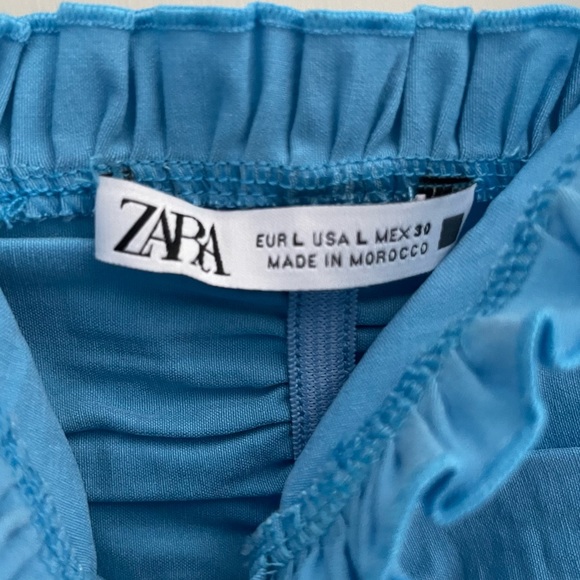 ZARA
EUR L USA L MEX 30
MADE IN MOROCCO